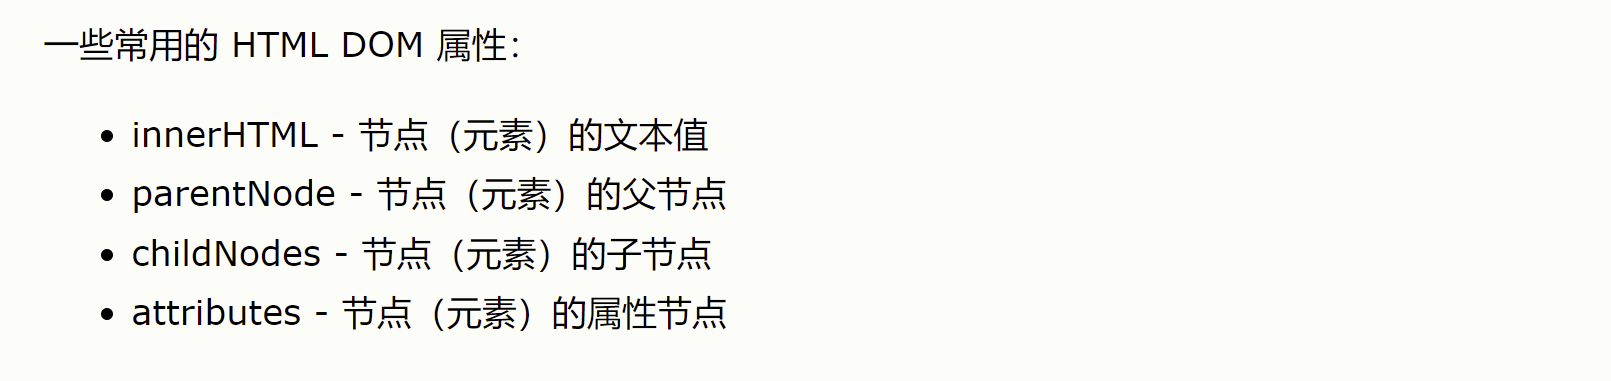 一些常用的 HTML DOM 属性：
• innerHTML - 节点（元素）的文本值
• parentNode - 节点（元素）的父节点
• childNodes - 节点（元素）的子节点
• attributes - 节点（元素）的属性节点